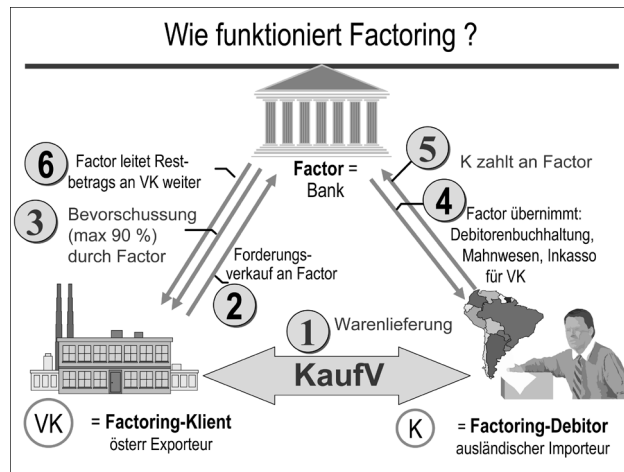 Wie funktioniert Factoring ?
6
Factor leitet Rest-
betrags an VK weiter
3
Bevorschussung
(max 90 %)
durch Factor
Factor =
Bank
5
K zahlt an Factor
4
Factor übernimmt:
Debitorenbuchhaltung,
Mahnwesen, Inkasso
für VK
Forderungs-
verkauf an Factor
2
1
Warenlieferung
KaufV
VK
= Factoring-Klient
österr Exporteur
K
= Factoring-Debitor
ausländischer Importeur